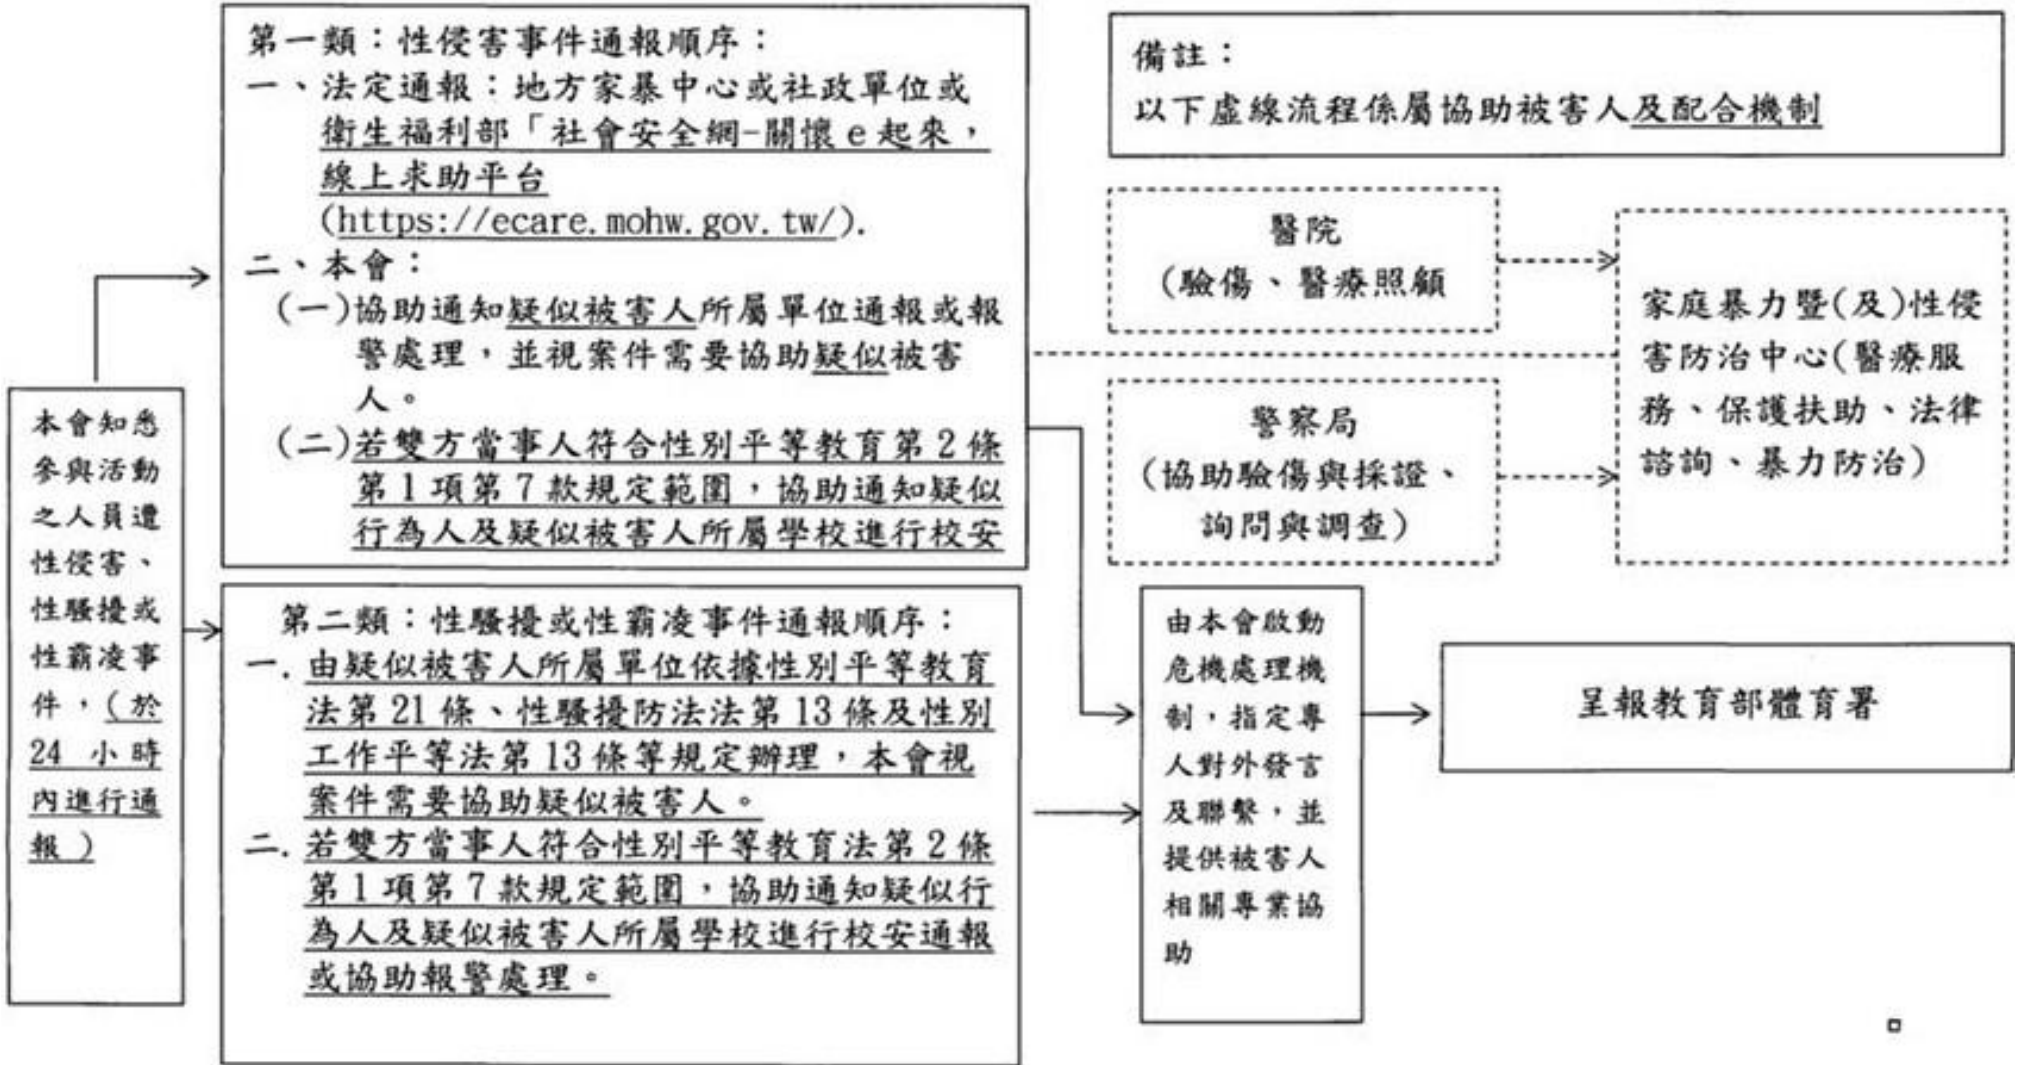 本會知悉
參與活動
之人員遭
性侵害、
性騷擾或
性霸凌事
件，(於
24 小時
內進行通
報)
第一類：性侵害事件通報順序：
一、法定通報：地方家暴中心或社政單位或
衛生福利部「社會安全網-關懷 e 起來，
線上求助平台
(https://ecare.mohw.gov.tw/).
二、本會：
(一)協助通知疑似被害人所屬單位通報或報
警處理，並視案件需要協助疑似被害
人。
(二)若雙方當事人符合性別平等教育第 2 條
第 1 項第 7 款規定範圍，協助通知疑似
行為人及疑似被害人所屬學校進行校安
第二類：性騷擾或性霸凌事件通報順序：
一. 由疑似被害人所屬單位依據性別平等教育
法第 21 條、性騷擾防法法第 13 條及性別
工作平等法第 13 條等規定辦理，本會視
案件需要協助疑似被害人。
二. 若雙方當事人符合性別平等教育法第 2 條
第 1 項第 7 款規定範圍，協助通知疑似行
為人及疑似被害人所屬學校進行校安通報
或協助報警處理。
備註：
以下虛線流程係屬協助被害人及配合機制
醫院
(驗傷、醫療照顧
警察局
(協助驗傷與採證、
詢問與調查)
家庭暴力暨(及)性侵
害防治中心(醫療服
務、保護扶助、法律
諮詢、暴力防治)
由本會啟動
危機處理機
制，指定專
人對外發言
及聯繫，並
提供被害人
相關專業協
助
呈報教育部體育署